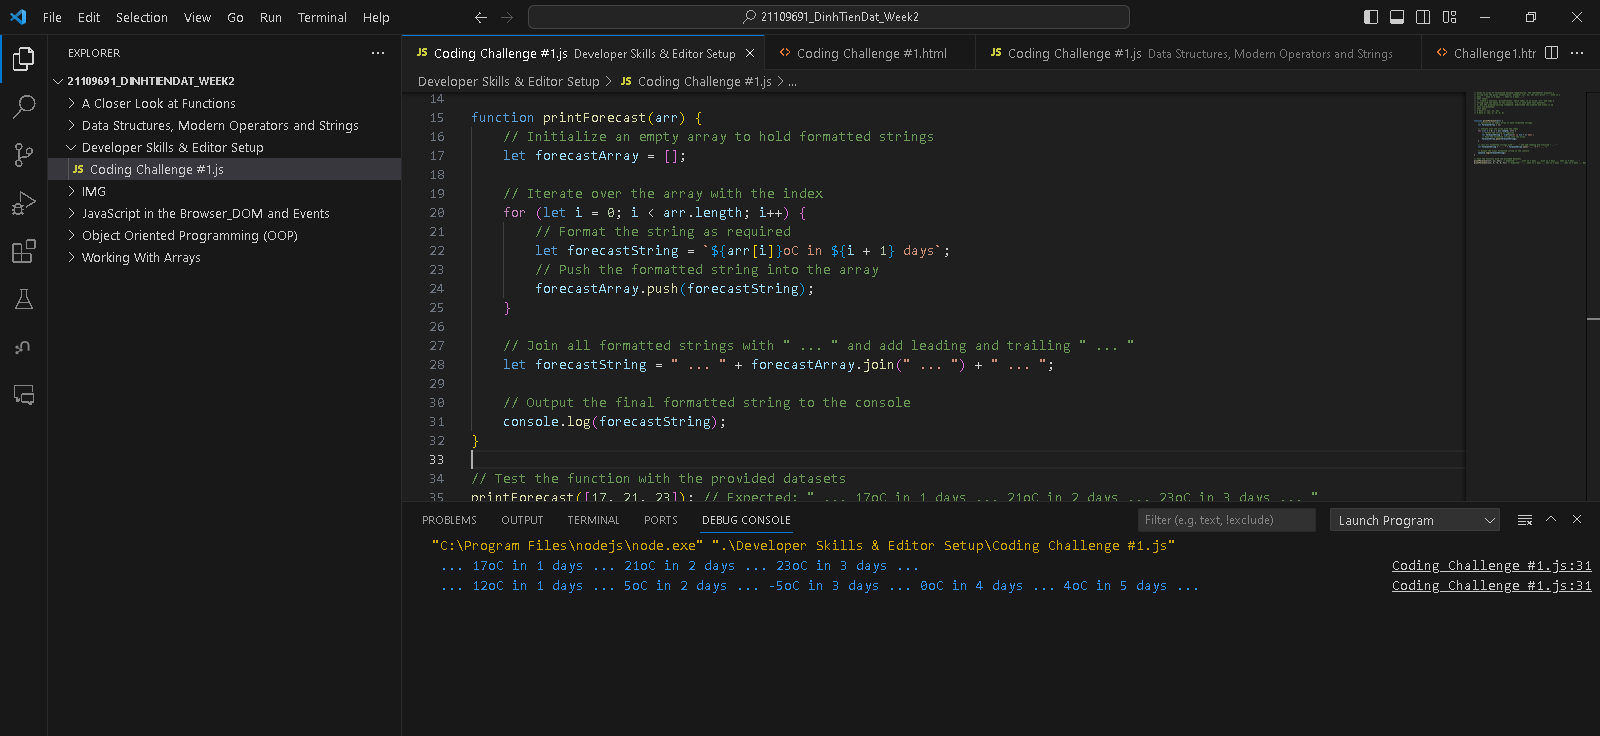 File Edit Selection View Go Run Terminal Help
21109691_DinhTienDat_Week2
EXPLORER
21109691_DINHTIENDAT_WEEK2
A Closer Look at Functions
Data Structures, Modern Operators and Strings
Developer Skills & Editor Setup
JS Coding Challenge #1.js
IMG
JavaScript in the Browser_DOM and Events
Object Oriented Programming (OOP)
Working With Arrays
JS Coding Challenge #1.js Developer Skills & Editor Setup
<> Coding Challenge #1.html
JS Coding Challenge #1.js Data Structures, Modern Operators and Strings
<> Challenge1.htr
Developer Skills & Editor Setup > JS Coding Challenge #1.js > ...
14
15 function printForecast(arr) {
16 // Initialize an empty array to hold formatted strings
17 let forecastArray = [];
18
19 // Iterate over the array with the index
20 for (let i = 0; i < arr.length; i++) {
21 // Format the string as required
22 let forecastString = `${arr[i]}oC in ${i + 1} days`;
23 // Push the formatted string into the array
24 forecastArray.push(forecastString);
25 }
26
27 // Join all formatted strings with " ... " and add leading and trailing " ... "
28 let forecastString = " ... " + forecastArray.join(" ... ") + " ... ";
29
30 // Output the final formatted string to the console
31 console.log(forecastString);
32 }
33
34 // Test the function with the provided datasets
35 printForecast([17, 21, 23]); // Expected: " ... 17oC in 1 days ... 21oC in 2 days ... 23oC in 3 days ... "
PROBLEMS OUTPUT TERMINAL PORTS DEBUG CONSOLE
Filter (e.g. text, !exclude)
Launch Program
"C:\Program Files\nodejs\node.exe" ".\Developer Skills & Editor Setup\Coding Challenge #1.js"
... 17oC in 1 days ... 21oC in 2 days ... 23oC in 3 days ... Coding Challenge #1.js:31
... 12oC in 1 days ... 5oC in 2 days ... -5oC in 3 days ... 0oC in 4 days ... 4oC in 5 days ... Coding Challenge #1.js:31